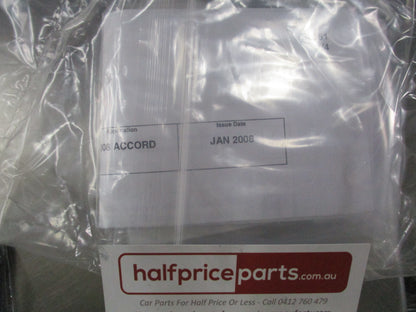 Application
Issue Date
08 ACCORD
JAN 2008
halfpriceparts.com.au
Car Parts For Half Price Or Less - Call 0412 760 479